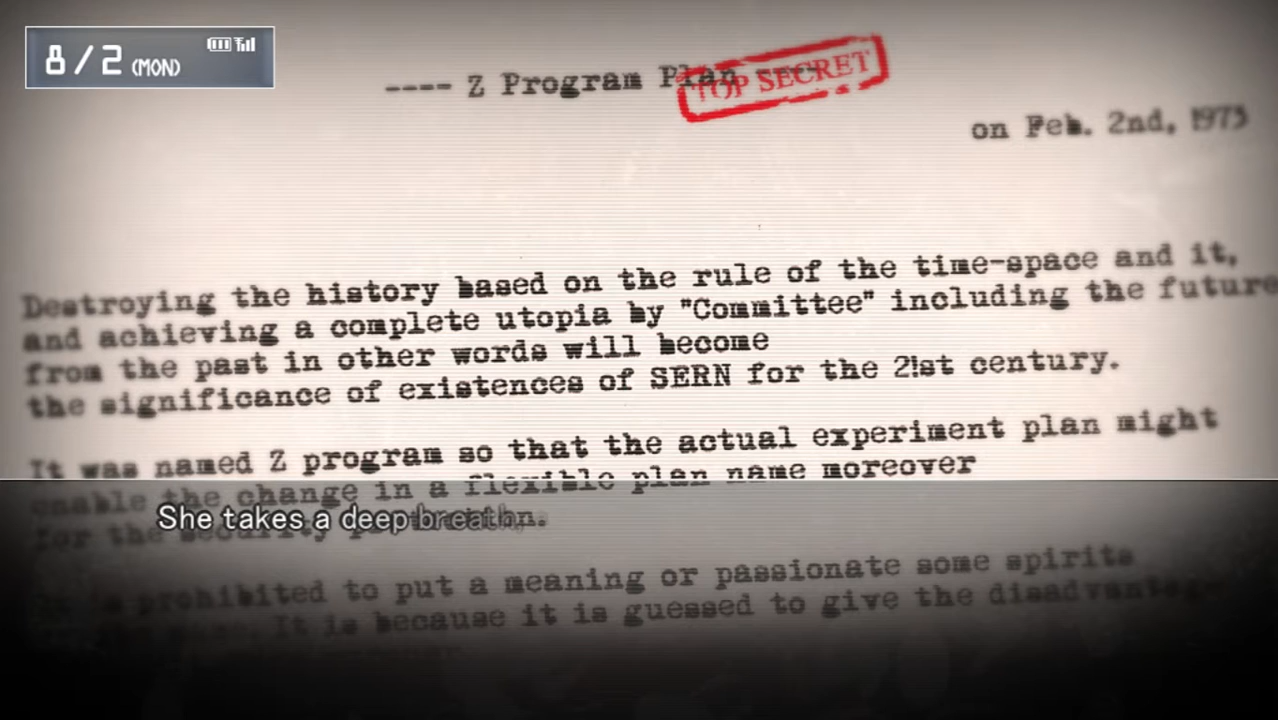 8/2 (MON)
---- Z Program Plan ----
TOP SECRET
on Feb. 2nd, 1973
Destroying the history based on the rule of the time-space and it,
and achieving a complete utopia by "Committee" including the future
from the past in other words will become
the significance of existences of SERN for the 21st century.
It was named Z program so that the actual experiment plan might
enable the change in a flexible plan name moreover
for the security
She takes a deep breath.
prohibited to put a meaning or passionate some spirits
It is because it is guessed to give the